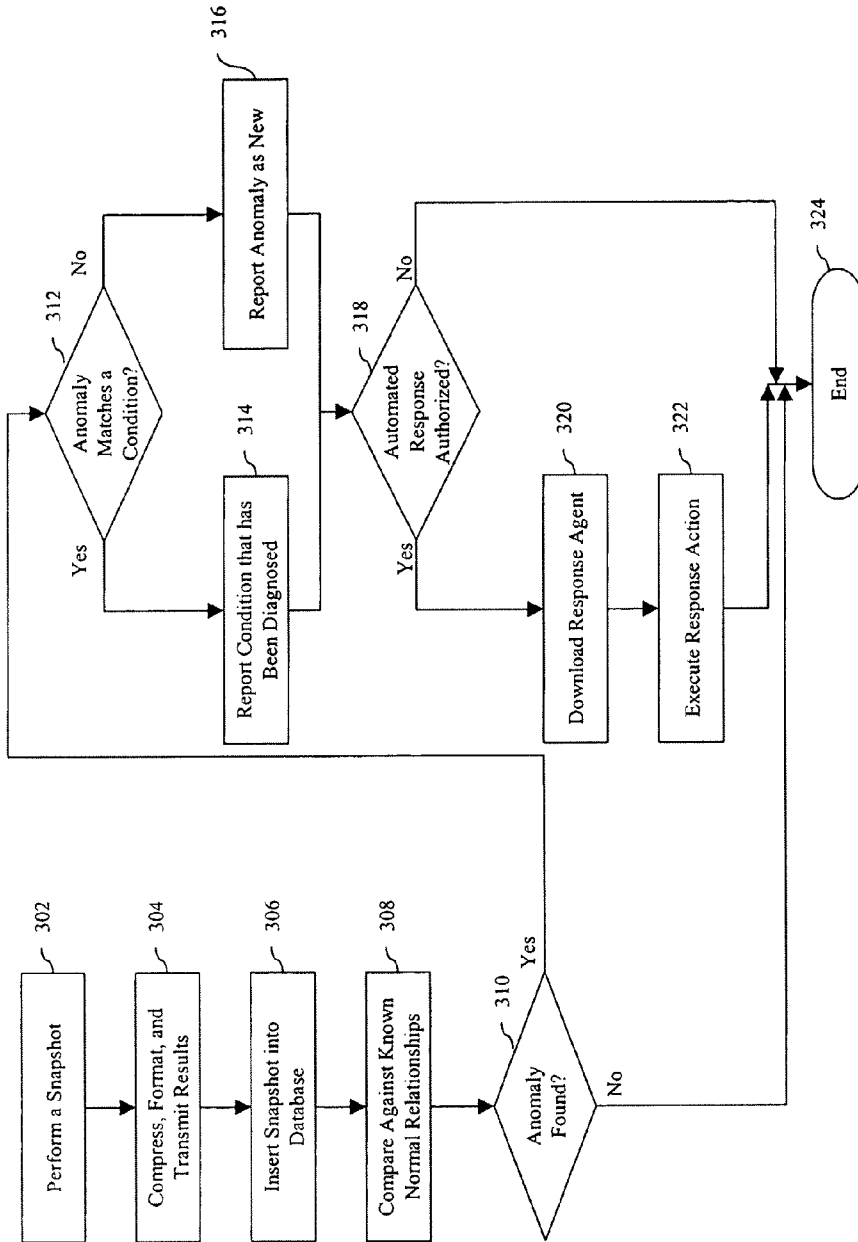 302
Perform a Snapshot
304
Compress, Format, and
Transmit Results
306
Insert Snapshot into
Database
308
Compare Against Known
Normal Relationships
310
Anomaly
Found?
Yes
No
312
Anomaly
Matches a
Condition?
Yes
No
314
Report Condition that has
Been Diagnosed
316
Report Anomaly as New
318
Automated
Response
Authorized?
Yes
No
320
Download Response Agent
322
Execute Response Action
324
End